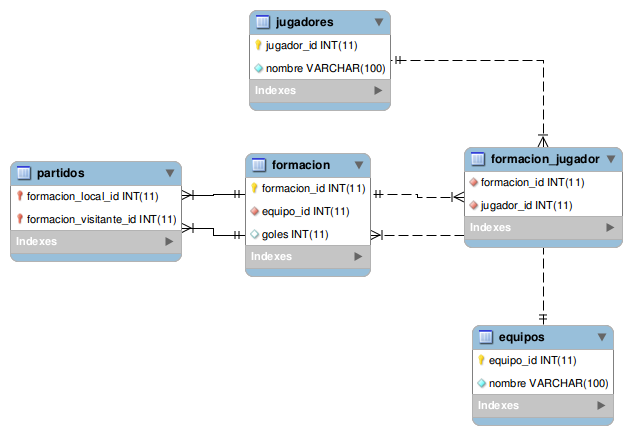 jugadores
jugador_id INT(11)
nombre VARCHAR(100)
Indexes
partidos
formacion_local_id INT(11)
formacion_visitante_id INT(11)
Indexes
formacion
formacion_id INT(11)
equipo_id INT(11)
goles INT(11)
Indexes
formacion_jugador
formacion_id INT(11)
jugador_id INT(11)
Indexes
equipos
equipo_id INT(11)
nombre VARCHAR(100)
Indexes